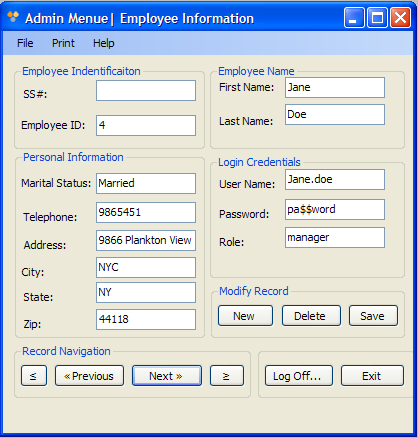 Admin Menue| Employee Information
File Print Help
Employee Indentificaiton
SS#:
Employee ID: 4
Employee Name
First Name: Jane
Last Name: Doe
Personal Information
Marital Status: Married
Telephone: 9865451
Address: 9866 Plankton View
City: NYC
State: NY
Zip: 44118
Login Credentials
User Name: Jane.doe
Password: pa$$word
Role: manager
Modify Record
New Delete Save
Record Navigation
≤ « Previous Next » ≥
Log Off... Exit